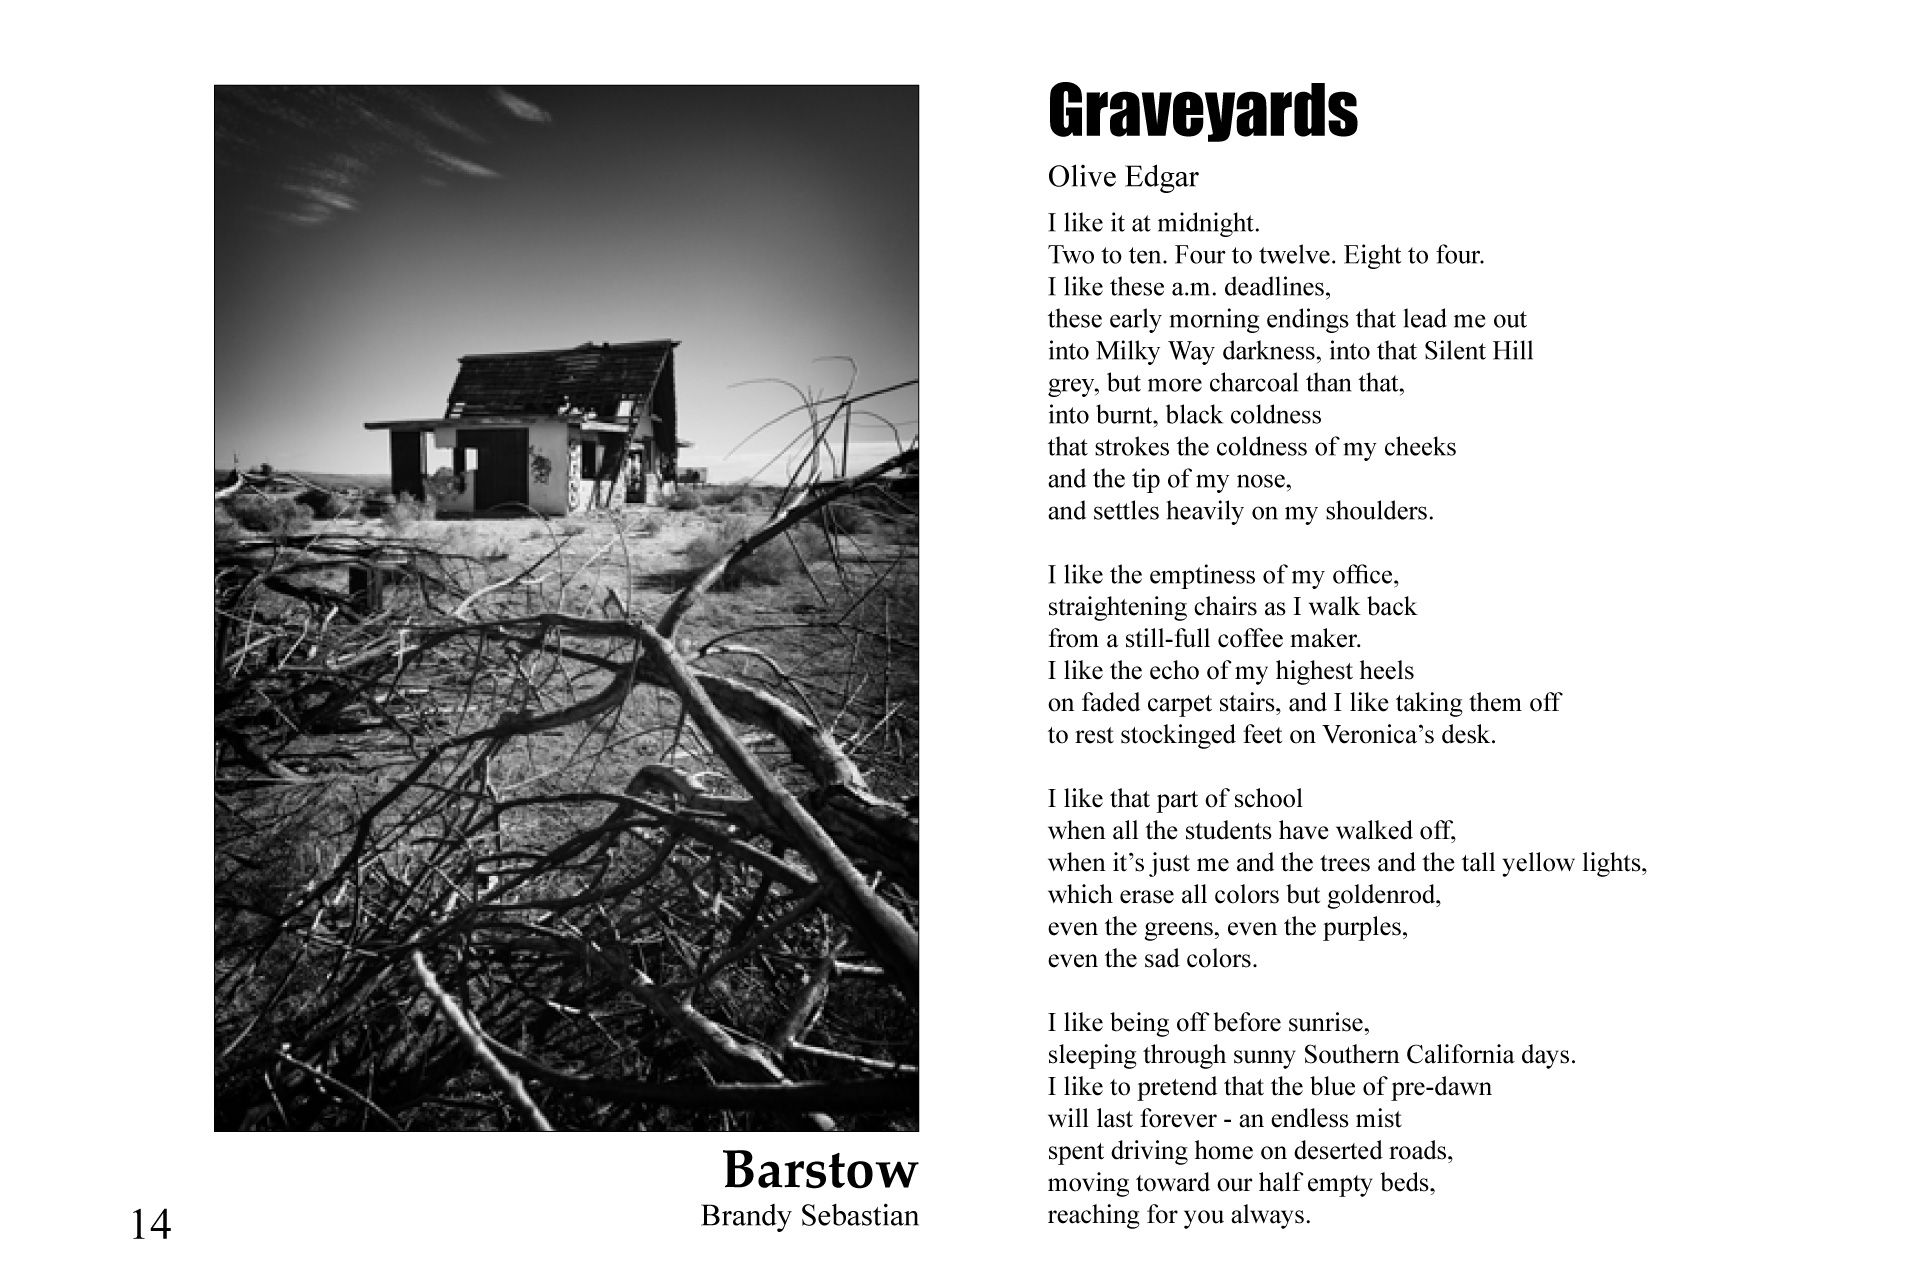 Graveyards
Olive Edgar
I like it at midnight.
Two to ten. Four to twelve. Eight to four.
I like these a.m. deadlines,
these early morning endings that lead me out
into Milky Way darkness, into that Silent Hill
grey, but more charcoal than that,
into burnt, black coldness
that strokes the coldness of my cheeks
and the tip of my nose,
and settles heavily on my shoulders.

I like the emptiness of my office,
straightening chairs as I walk back
from a still-full coffee maker.
I like the echo of my highest heels
on faded carpet stairs, and I like taking them off
to rest stockinged feet on Veronica’s desk.

I like that part of school
when all the students have walked off,
when it’s just me and the trees and the tall yellow lights,
which erase all colors but goldenrod,
even the greens, even the purples,
even the sad colors.

I like being off before sunrise,
sleeping through sunny Southern California days.
I like to pretend that the blue of pre-dawn
will last forever - an endless mist
spent driving home on deserted roads,
moving toward our half empty beds,
reaching for you always.

Barstow
Brandy Sebastian
14